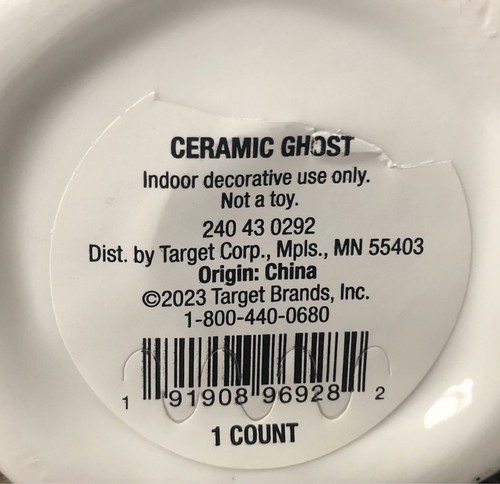 CERAMIC GHOST
Indoor decorative use only.
Not a toy.
240 43 0292
Dist. by Target Corp., Mpls., MN 55403
Origin: China
©2023 Target Brands, Inc.
1-800-440-0680
1 91908 96928 2
1 COUNT